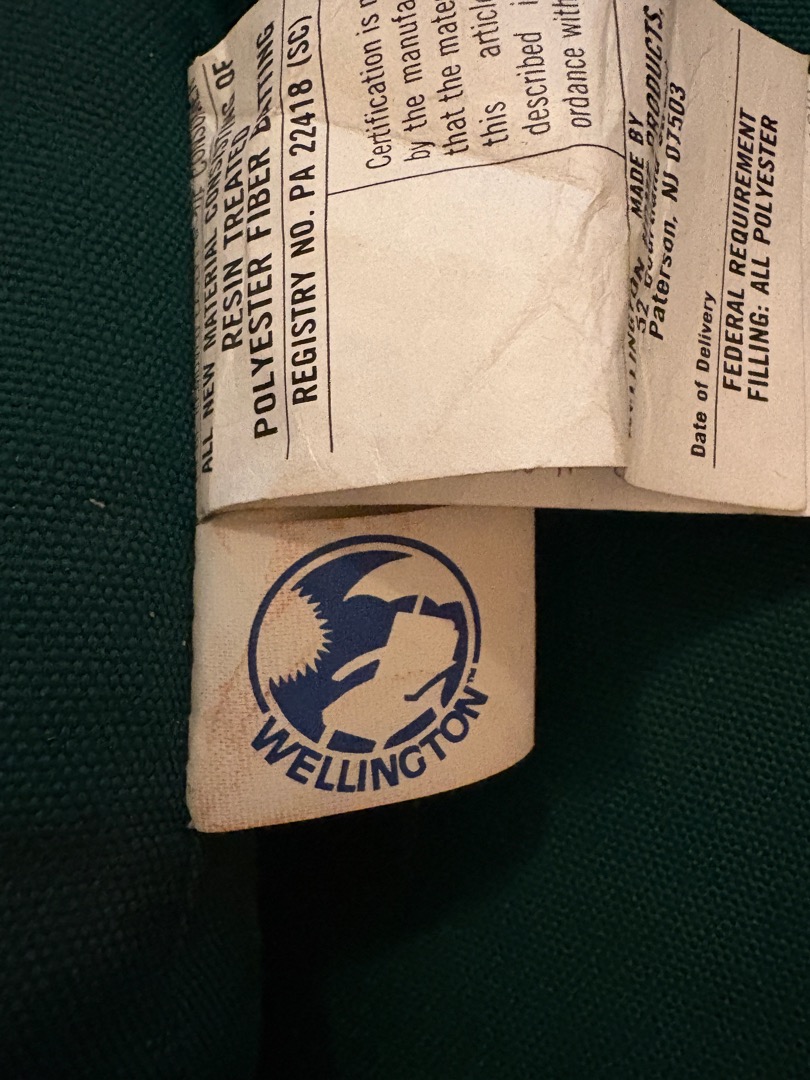 ALL NEW MATERIAL CONSISTING OF
RESIN TREATED
POLYESTER FIBER BATTING
REGISTRY NO. PA 22418 (SC)
Certification is
by the manufa
that the mate
this article
described i
ordance with
MADE BY
PRODUCTS,
52
Paterson, NJ 07503
Date of Delivery
FEDERAL REQUIREMENT
FILLING: ALL POLYESTER
WELLINGTON™